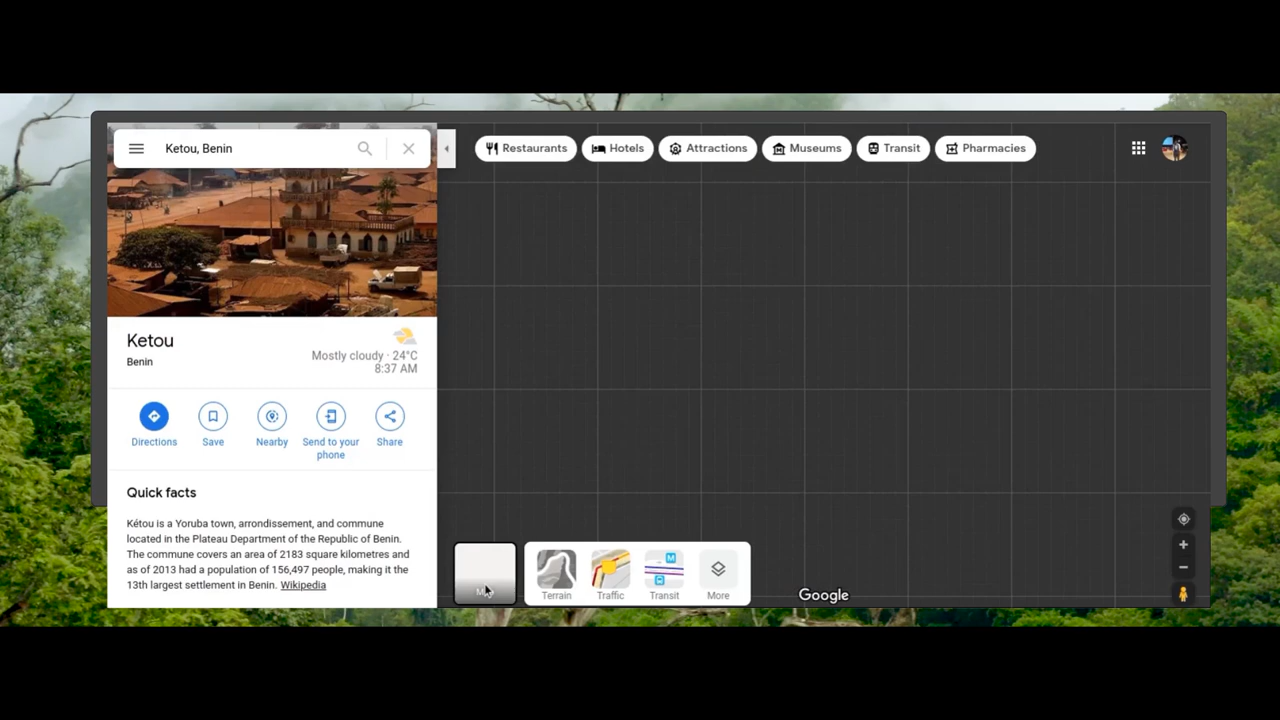 Ketou, Benin
Restaurants
Hotels
Attractions
Museums
Transit
Pharmacies
Ketou
Benin
Mostly cloudy · 24°C
8:37 AM
Directions
Save
Nearby
Send to your
phone
Share
Quick facts
Kétou is a Yoruba town, arrondissement, and commune
located in the Plateau Department of the Republic of Benin.
The commune covers an area of 2183 square kilometres and
as of 2013 had a population of 156,497 people, making it the
13th largest settlement in Benin. Wikipedia
M
Terrain
Traffic
Transit
More
Google